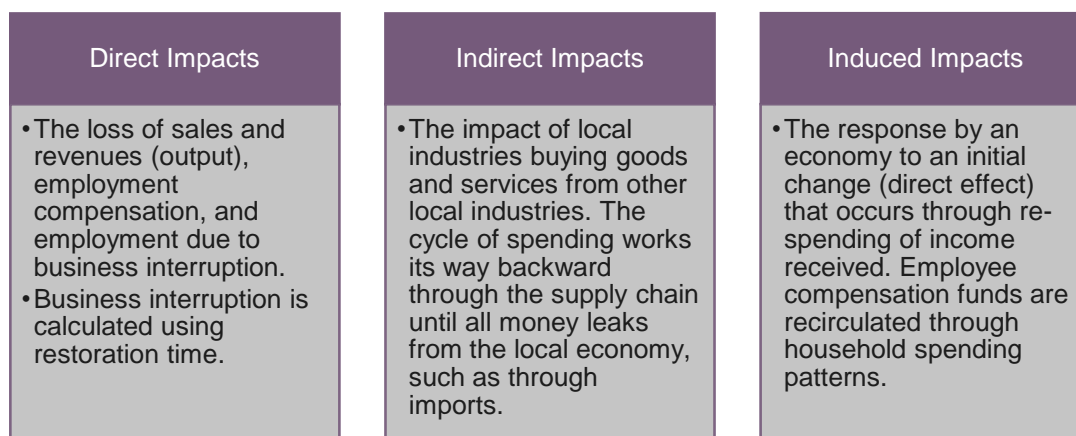 Direct Impacts
•The loss of sales and
revenues (output),
employment
compensation, and
employment due to
business interruption.
•Business interruption is
calculated using
restoration time.
Indirect Impacts
•The impact of local
industries buying goods
and services from other
local industries. The
cycle of spending works
its way backward
through the supply chain
until all money leaks
from the local economy,
such as through
imports.
Induced Impacts
•The response by an
economy to an initial
change (direct effect)
that occurs through re-
spending of income
received. Employee
compensation funds are
recirculated through
household spending
patterns.